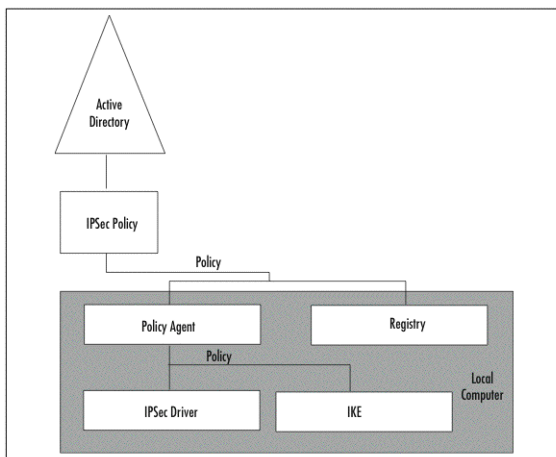 Active
Directory
IPSec Policy
Policy
Policy Agent
Registry
Policy
Local
Computer
IPSec Driver
IKE